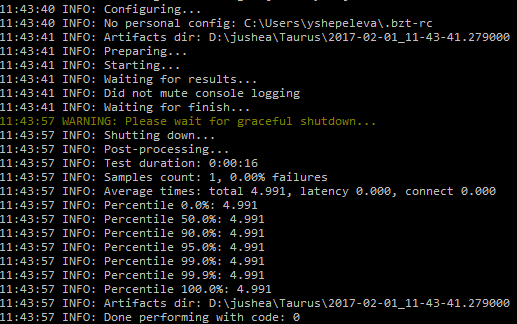 11:43:40 INFO: Configuring...
11:43:40 INFO: No personal config: C:\Users\yshepeleva\.bzt-rc
11:43:41 INFO: Artifacts dir: D:\jushea\Taurus\2017-02-01_11-43-41.279000
11:43:41 INFO: Preparing...
11:43:41 INFO: Starting...
11:43:41 INFO: Waiting for results...
11:43:41 INFO: Did not mute console logging
11:43:41 INFO: Waiting for finish...
11:43:57 WARNING: Please wait for graceful shutdown...
11:43:57 INFO: Shutting down...
11:43:57 INFO: Post-processing...
11:43:57 INFO: Test duration: 0:00:16
11:43:57 INFO: Samples count: 1, 0.00% failures
11:43:57 INFO: Average times: total 4.991, latency 0.000, connect 0.000
11:43:57 INFO: Percentile 0.0%: 4.991
11:43:57 INFO: Percentile 50.0%: 4.991
11:43:57 INFO: Percentile 90.0%: 4.991
11:43:57 INFO: Percentile 95.0%: 4.991
11:43:57 INFO: Percentile 99.0%: 4.991
11:43:57 INFO: Percentile 99.9%: 4.991
11:43:57 INFO: Percentile 100.0%: 4.991
11:43:57 INFO: Artifacts dir: D:\jushea\Taurus\2017-02-01_11-43-41.279000
11:43:57 INFO: Done performing with code: 0